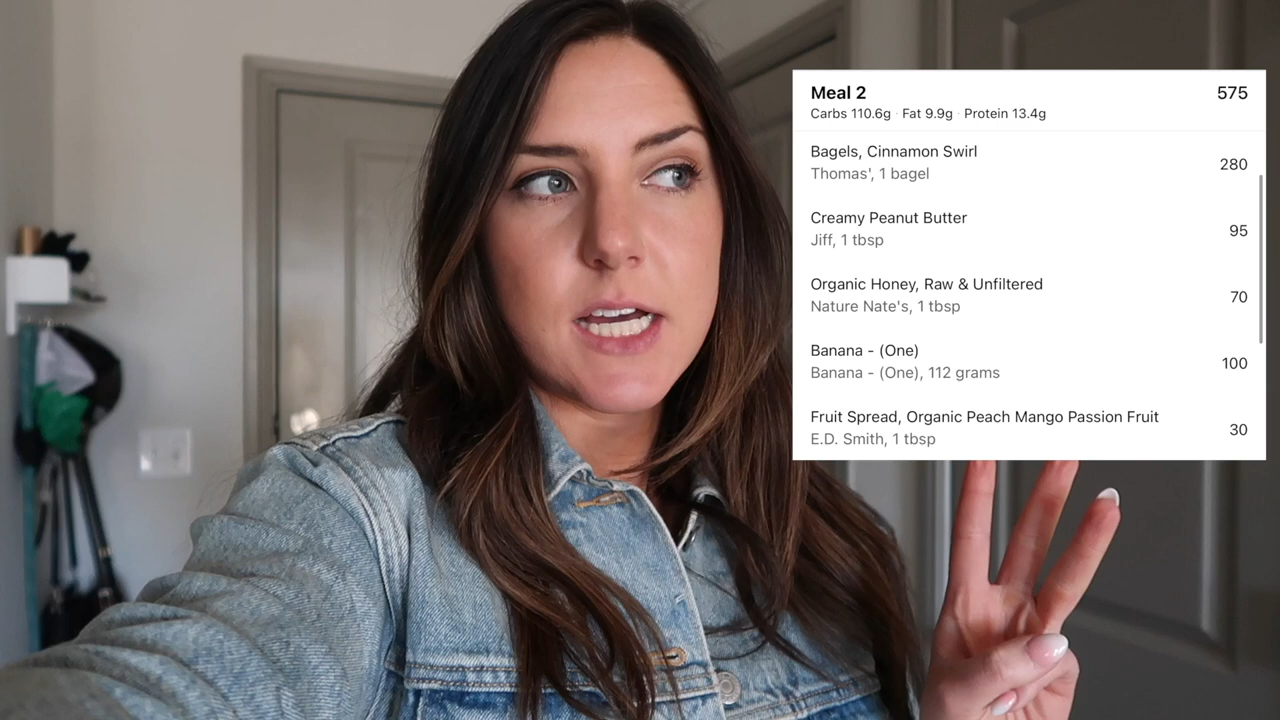 Meal 2 575
Carbs 110.6g · Fat 9.9g · Protein 13.4g
Bagels, Cinnamon Swirl 280
Thomas', 1 bagel
Creamy Peanut Butter 95
Jiff, 1 tbsp
Organic Honey, Raw & Unfiltered 70
Nature Nate's, 1 tbsp
Banana - (One) 100
Banana - (One), 112 grams
Fruit Spread, Organic Peach Mango Passion Fruit 30
E.D. Smith, 1 tbsp